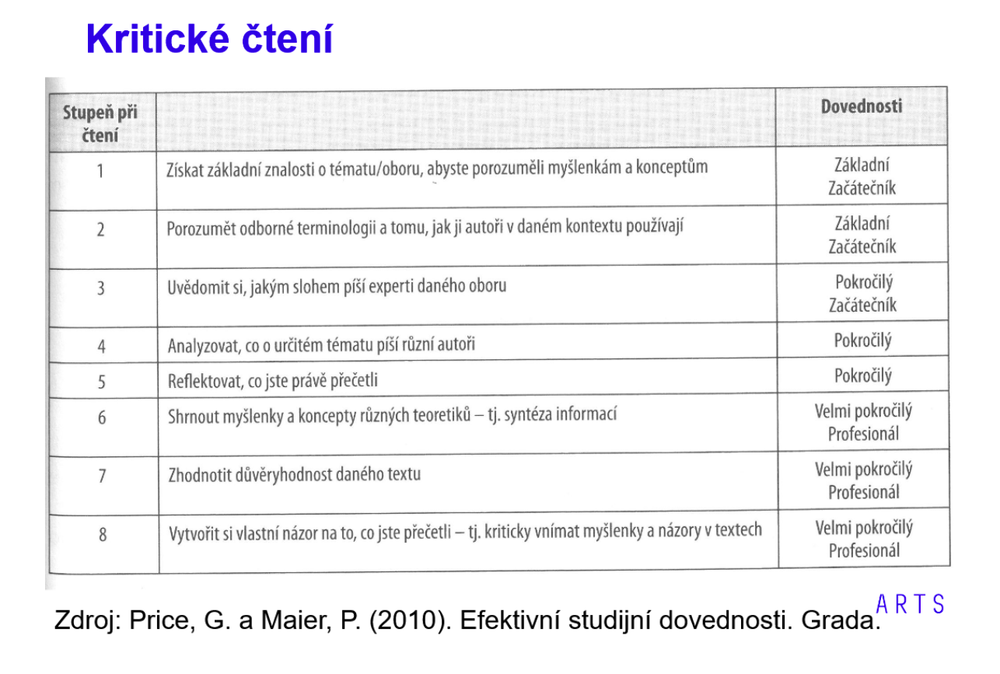 Kritické čtení
Stupeň při
čtení
Dovednosti
1
Získat základní znalosti o tématu/oboru, abyste porozuměli myšlenkám a konceptům
Základní
Začátečník
2
Porozumět odborné terminologii a tomu, jak ji autoři v daném kontextu používají
Základní
Začátečník
3
Uvědomit si, jakým slohem píší experti daného oboru
Pokročilý
Začátečník
4
Analyzovat, co o určitém tématu píší různí autoři
Pokročilý
5
Reflektovat, co jste právě přečetli
Pokročilý
6
Shrnout myšlenky a koncepty různých teoretiků – tj. syntéza informací
Velmi pokročilý
Profesionál
7
Zhodnotit důvěryhodnost daného textu
Velmi pokročilý
Profesionál
8
Vytvořit si vlastní názor na to, co jste přečetli – tj. kriticky vnímat myšlenky a názory v textech
Velmi pokročilý
Profesionál
Zdroj: Price, G. a Maier, P. (2010). Efektivní studijní dovednosti. Grada.
ARTS